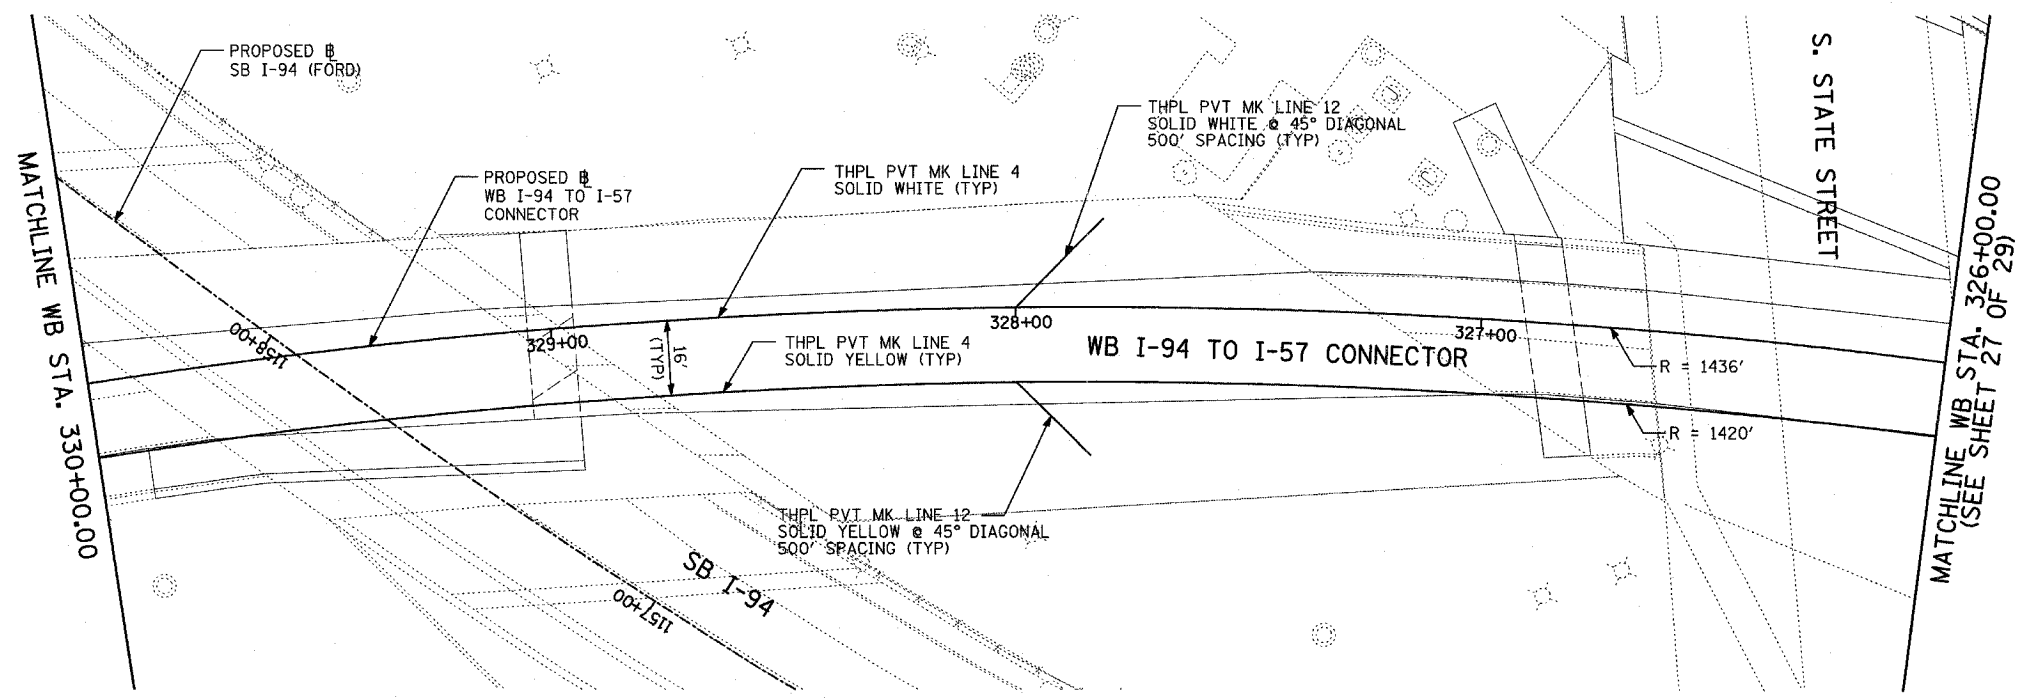 PROPOSED ℄
SB I-94 (FORD)
PROPOSED ℄
WB I-94 TO I-57
CONNECTOR
THPL PVT MK LINE 4
SOLID WHITE (TYP)
THPL PVT MK LINE 12
SOLID WHITE @ 45° DIAGONAL
500' SPACING (TYP)
S. STATE STREET
MATCHLINE WB STA. 330+00.00
1158+00
329+00
16'
(TYP)
THPL PVT MK LINE 4
SOLID YELLOW (TYP)
328+00
WB I-94 TO I-57 CONNECTOR
327+00
R = 1436'
R = 1420'
THPL PVT MK LINE 12
SOLID YELLOW @ 45° DIAGONAL
500' SPACING (TYP)
SB I-94
1157+00
MATCHLINE WB STA. 326+00.00
(SEE SHEET 27 OF 29)